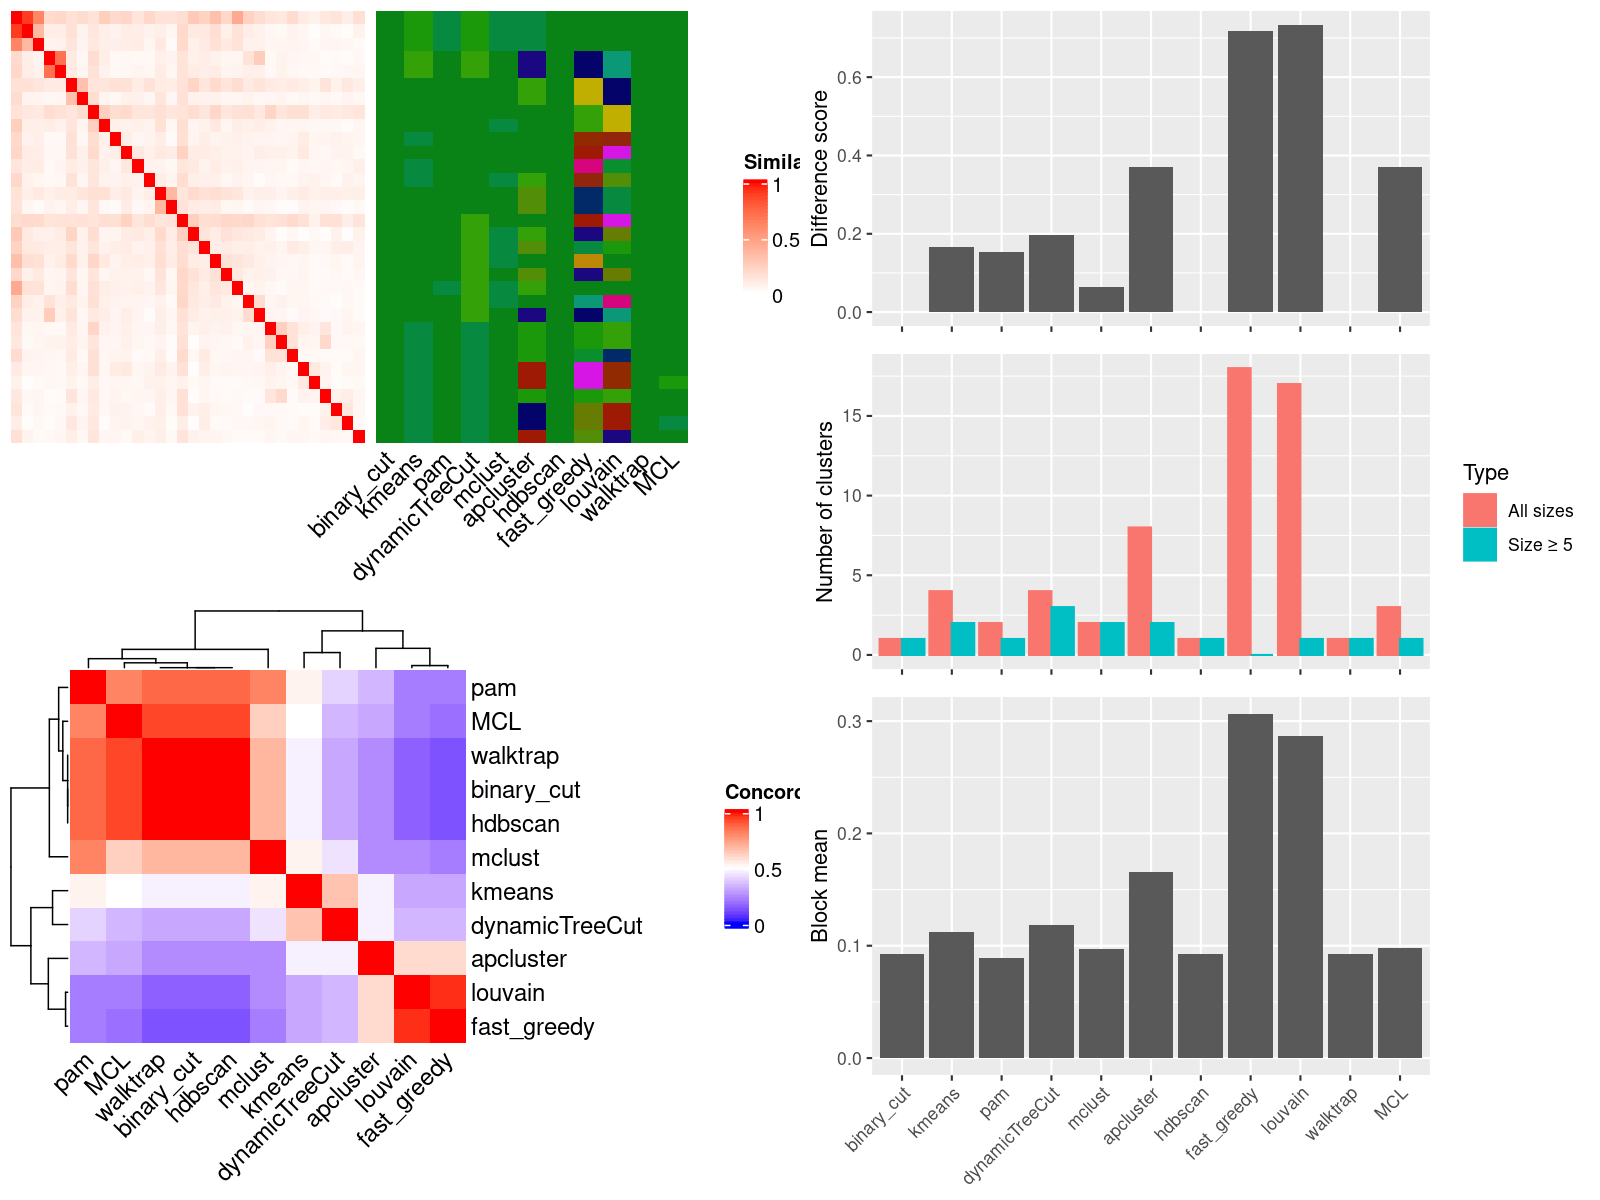 Simila
1
0.5
0
binary_cut
kmeans
pam
dynamicTreeCut
mclust
apcluster
hdbscan
fast_greedy
louvain
walktrap
MCL
Difference score
0.6
0.4
0.2
0.0
Number of clusters
15
10
5
0
Type
All sizes
Size ≥ 5
Block mean
0.3
0.2
0.1
0.0
binary_cut
kmeans
pam
dynamicTreeCut
mclust
apcluster
hdbscan
fast_greedy
louvain
walktrap
MCL
pam
MCL
walktrap
binary_cut
hdbscan
mclust
kmeans
dynamicTreeCut
apcluster
louvain
fast_greedy
Concord
1
0.5
0
pam
MCL
walktrap
binary_cut
hdbscan
mclust
kmeans
dynamicTreeCut
apcluster
louvain
fast_greedy